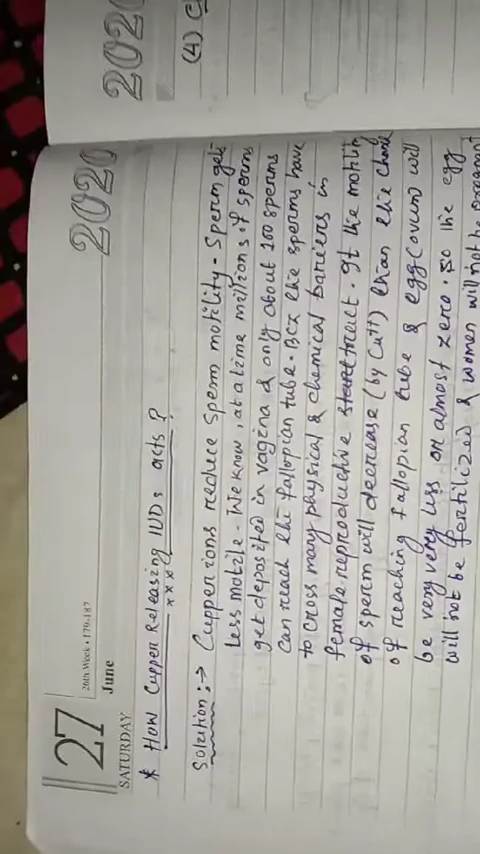 2020
(4)
27
26th Week • 179-187
June
2020
SATURDAY
* How Cupper Releasing IUDs acts?
Solution :→ Cupper ions reduce sperm motility - Sperm gets
less motile. We know, at a time millions of sperms
get deposited in vagina & only about 100 sperms
can reach the fallopian tube. Bcz the sperms have
to cross many physical & chemical barriers in
female reproductive tract. If the motility
of sperm will decrease (by Cu++) than the chance
of reaching fallopian tube & egg (ovum) will
be very very less or almost zero. So the egg
will not be fertilized & women will not be pregnant